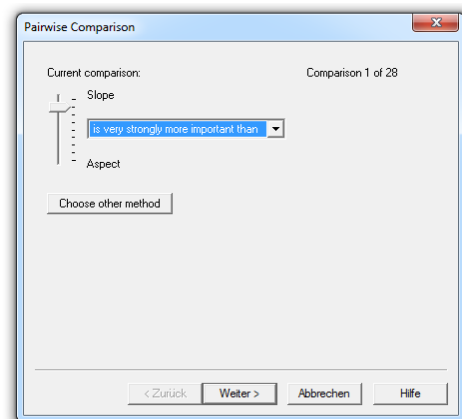 Pairwise Comparison
Current comparison: Comparison 1 of 28
Slope
is very strongly more important than
Aspect
Choose other method
< Zurück Weiter > Abbrechen Hilfe